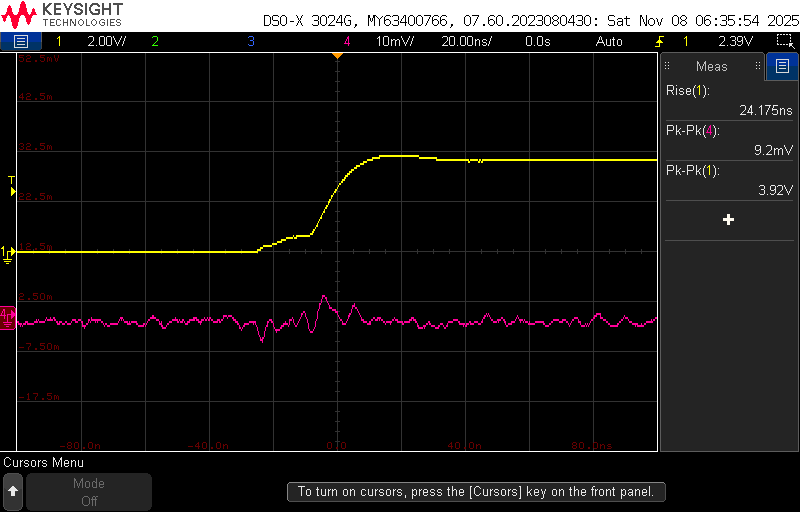 KEYSIGHT
TECHNOLOGIES
DSO-X 3024G, MY63400766, 07.60.2023080430: Sat Nov 08 06:35:54 2025
1 2.00V/ 2 3 4 10mV/ 20.00ns/ 0.0s Auto 1 2.39V
52.5mV
42.5m
32.5m
22.5m
12.5m
2.50m
-7.50m
-17.5m
-80.0n -40.0n 0T0 40.0n 80.0ns
T
1
4
Meas
Rise(1):
24.175ns
Pk-Pk(4):
9.2mV
Pk-Pk(1):
3.92V
+
Cursors Menu
Mode
Off
To turn on cursors, press the [Cursors] key on the front panel.